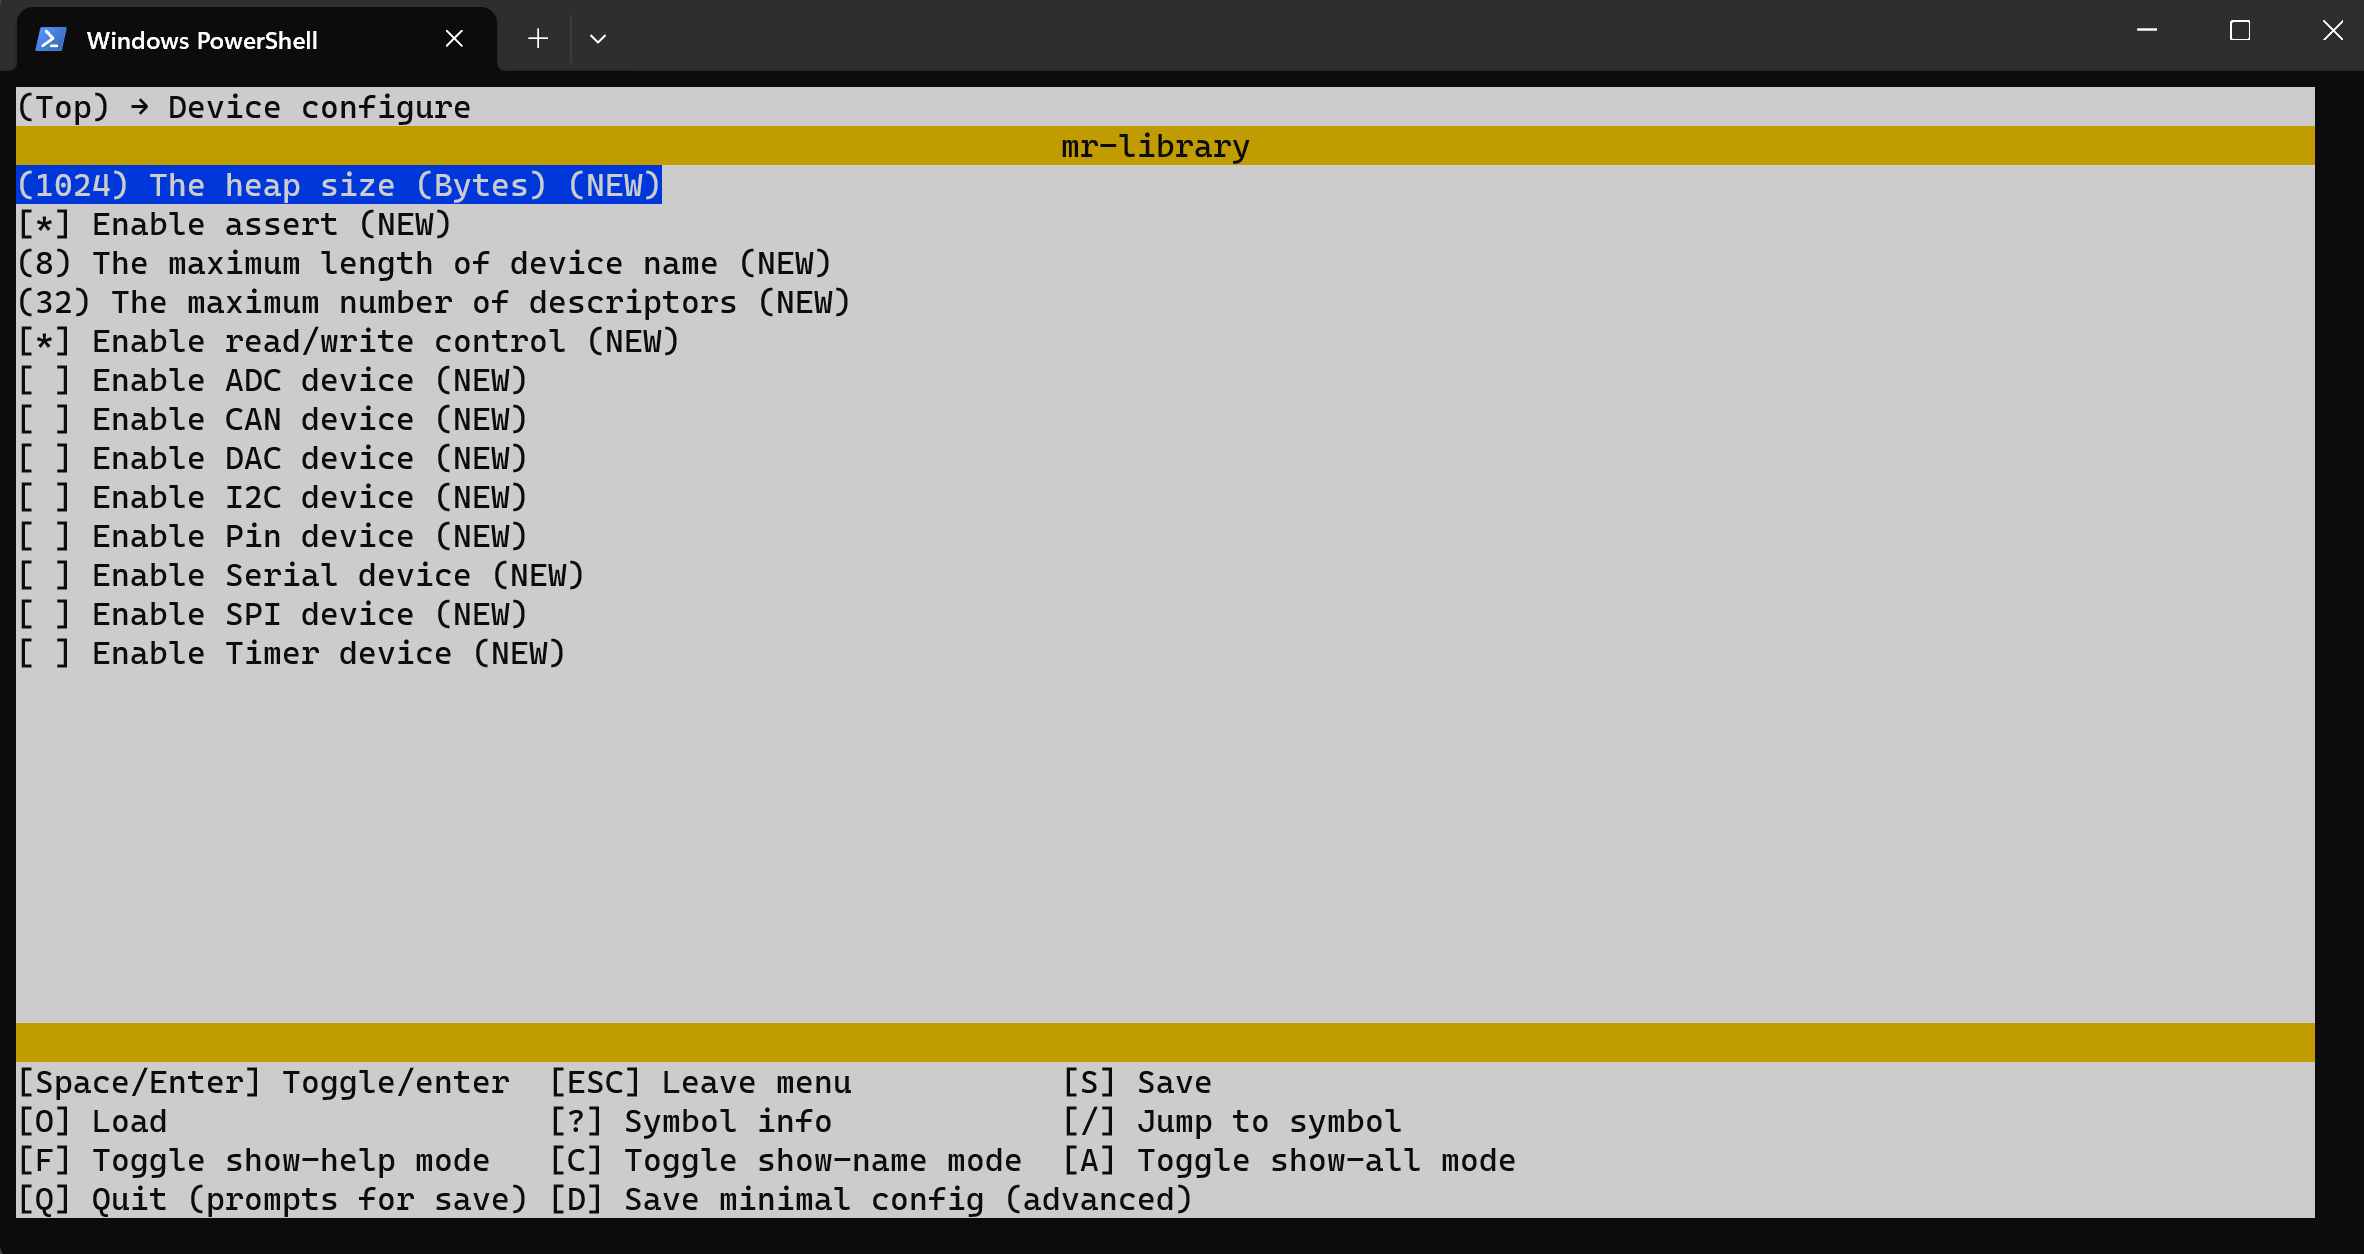 Windows PowerShell
(Top) → Device configure
mr-library
(1024) The heap size (Bytes) (NEW)
[*] Enable assert (NEW)
(8) The maximum length of device name (NEW)
(32) The maximum number of descriptors (NEW)
[*] Enable read/write control (NEW)
[ ] Enable ADC device (NEW)
[ ] Enable CAN device (NEW)
[ ] Enable DAC device (NEW)
[ ] Enable I2C device (NEW)
[ ] Enable Pin device (NEW)
[ ] Enable Serial device (NEW)
[ ] Enable SPI device (NEW)
[ ] Enable Timer device (NEW)
[Space/Enter] Toggle/enter  [ESC] Leave menu           [S] Save
[O] Load                    [?] Symbol info            [/] Jump to symbol
[F] Toggle show-help mode   [C] Toggle show-name mode  [A] Toggle show-all mode
[Q] Quit (prompts for save) [D] Save minimal config (advanced)